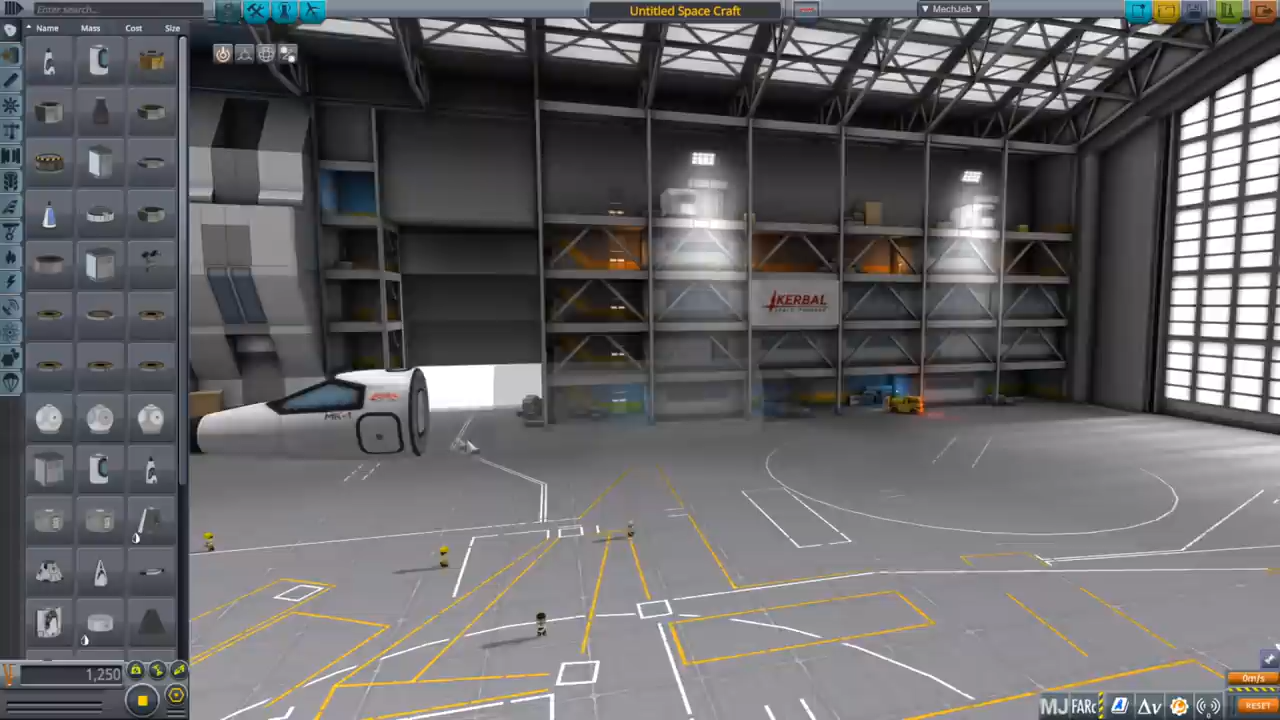 Enter search...
Untitled Space Craft
▼ MechJeb ▼
Name Mass Cost Size
KERBAL
SPACE PROGRAM
MK-1
1,250
0m/s
MJ FARc Δv
RESET